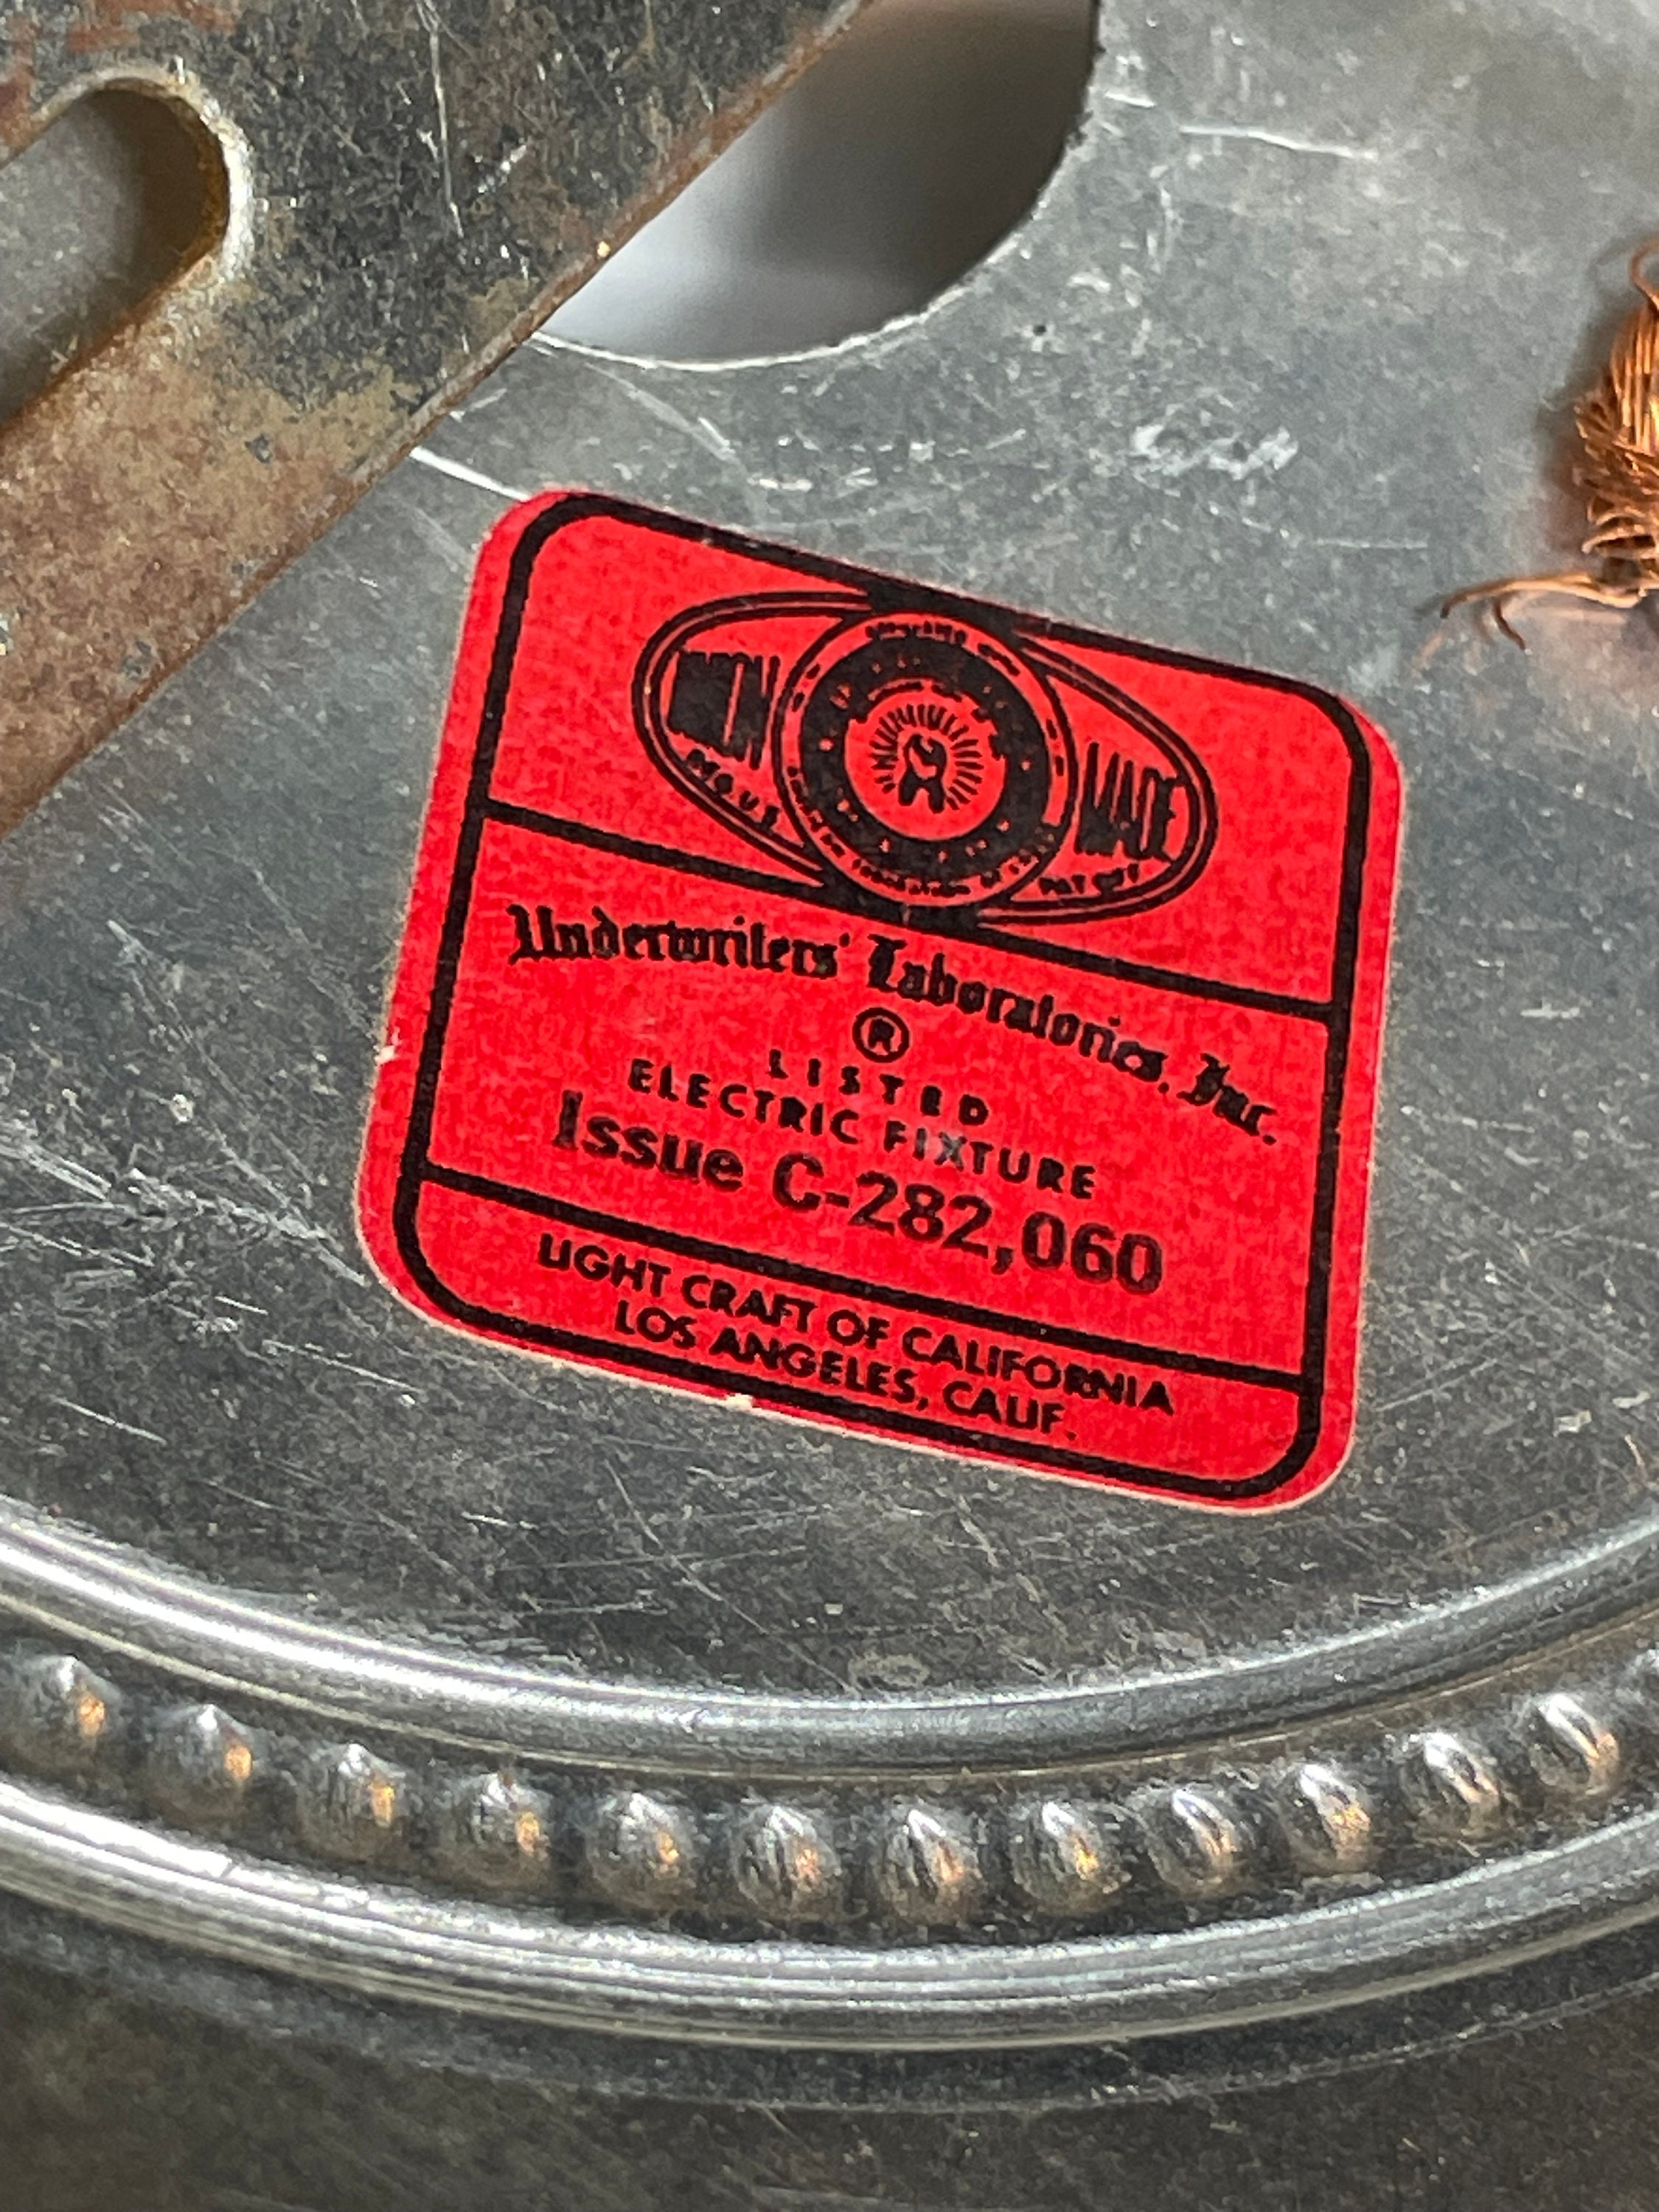 UNION MADE
Underwriters' Laboratories, Inc.
®
LISTED
ELECTRIC FIXTURE
Issue C-282,060
LIGHT CRAFT OF CALIFORNIA
LOS ANGELES, CALIF.